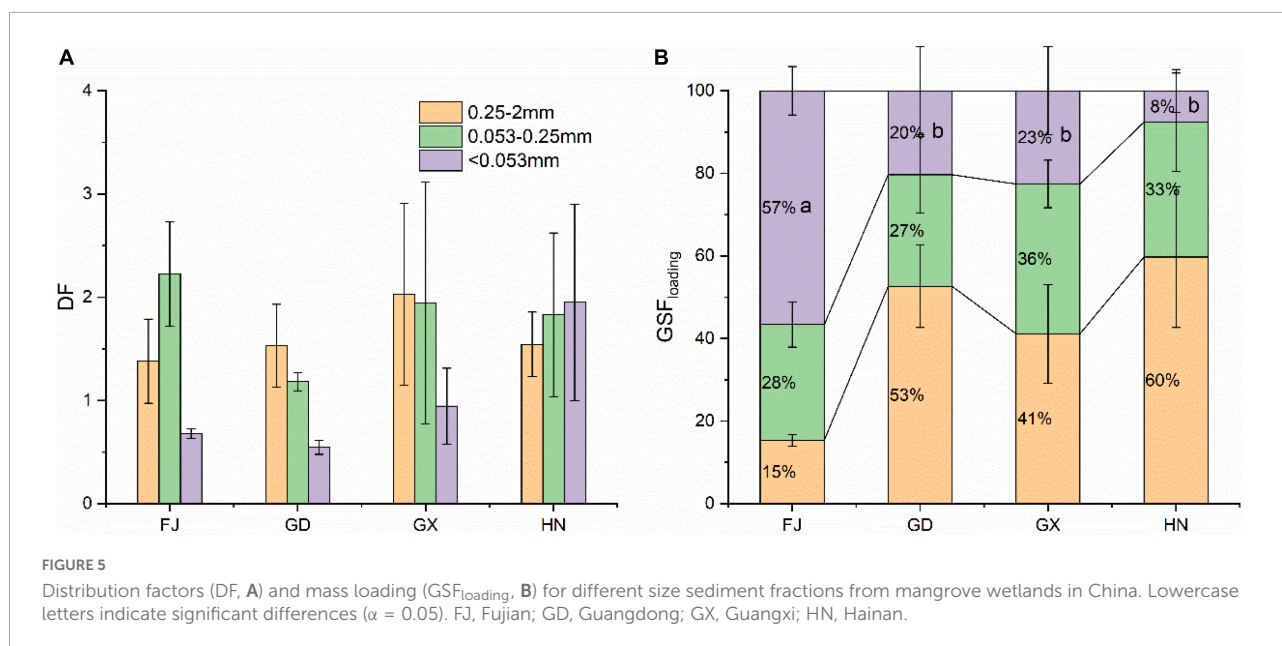 A
B
4
3
2
1
0
DF
0.25-2mm
0.053-0.25mm
<0.053mm
FJ
GD
GX
HN
100
80
60
40
20
0
GSFloading
57% a
28%
15%
20% b
27%
53%
23% b
36%
41%
8% b
33%
60%
FJ
GD
GX
HN
FIGURE 5
Distribution factors (DF, A) and mass loading (GSFloading, B) for different size sediment fractions from mangrove wetlands in China. Lowercase
letters indicate significant differences (α = 0.05). FJ, Fujian; GD, Guangdong; GX, Guangxi; HN, Hainan.